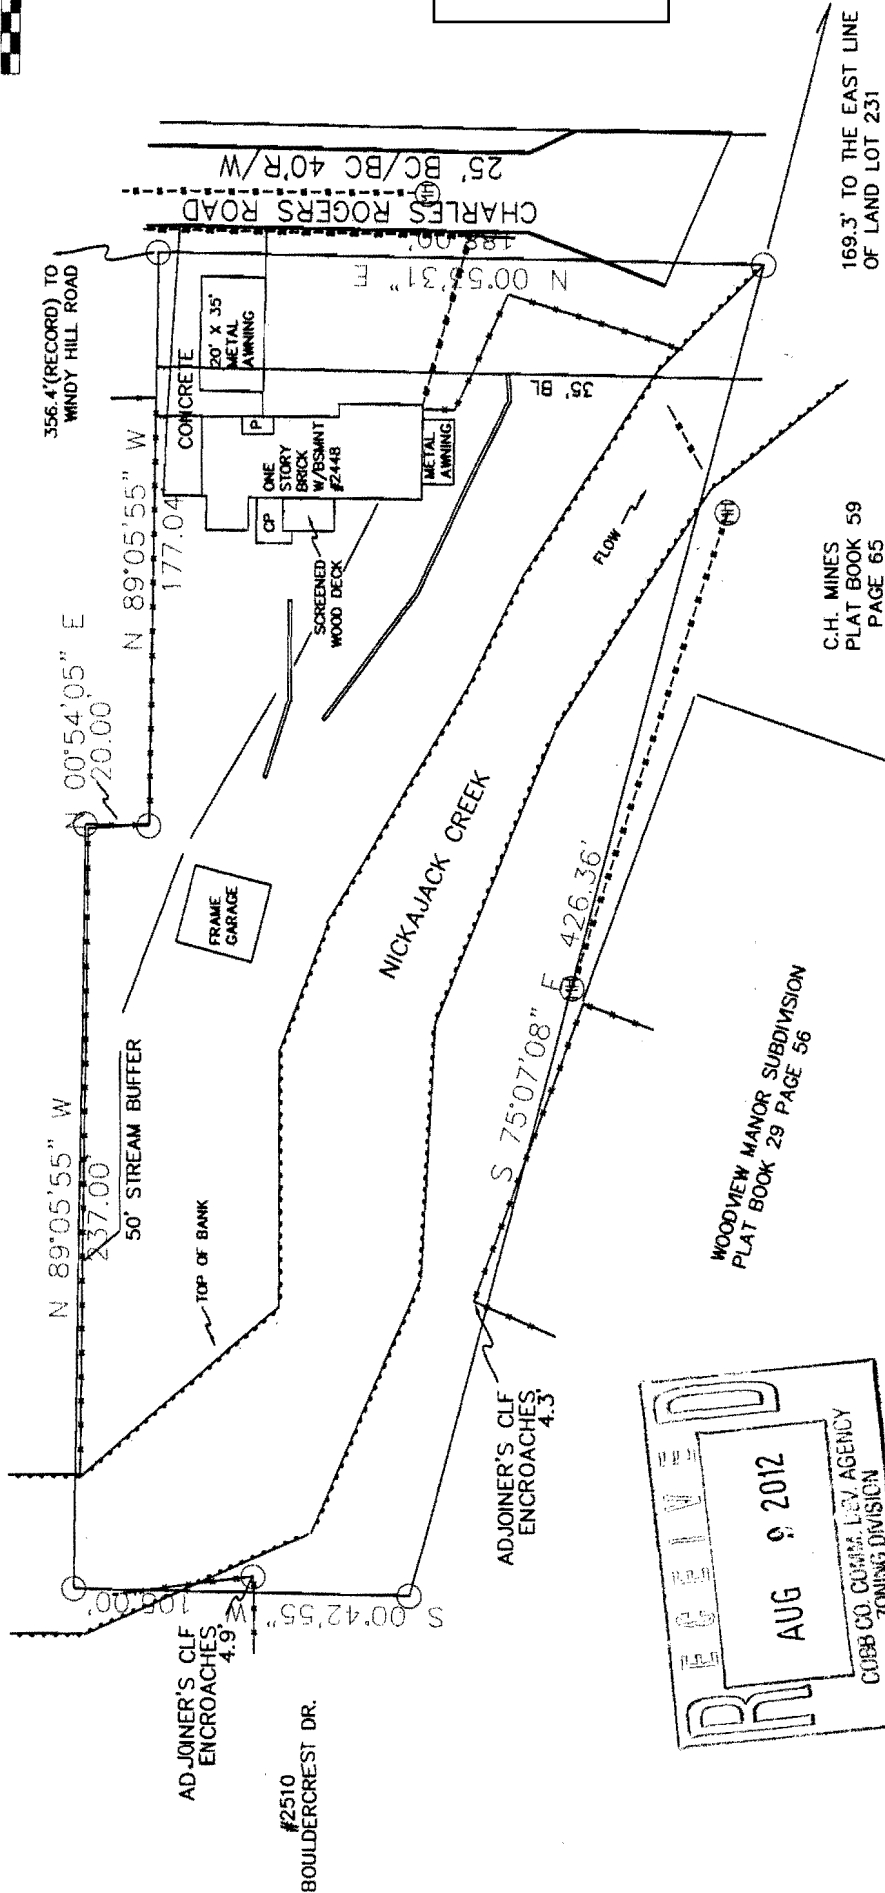 356.4'(RECORD) TO
WINDY HILL ROAD
N 89°05'55" W
177.04
N 00°54'05" E
20.00'
N 89°05'55" W
237.00'
50' STREAM BUFFER
TOP OF BANK
S 00°42'55" W
105.00'
ADJOINER'S CLF
ENCROACHES
4.9'
#2510
BOULDERCREST DR.
ADJOINER'S CLF
ENCROACHES
4.3'
S 75°07'08" E 426.36'
NICKAJACK CREEK
FLOW
FRAME
GARAGE
SCREENED
WOOD DECK
CP
P
ONE
STORY
BRICK
W/BSMNT
#2448
METAL
AWNING
CONCRETE
20' X 35'
METAL
AWNING
35' BL
N 00°53'31" E
188.00'
CHARLES ROGERS ROAD
25' BC/BC 40'R/W
MH
MH
MH
169.3' TO THE EAST LINE
OF LAND LOT 231
C.H. MINES
PLAT BOOK 59
PAGE 65
WOODVIEW MANOR SUBDIVISION
PLAT BOOK 29 PAGE 56
RECEIVED
AUG 9 2012
COBB CO. COMM. DEV. AGENCY
ZONING DIVISION